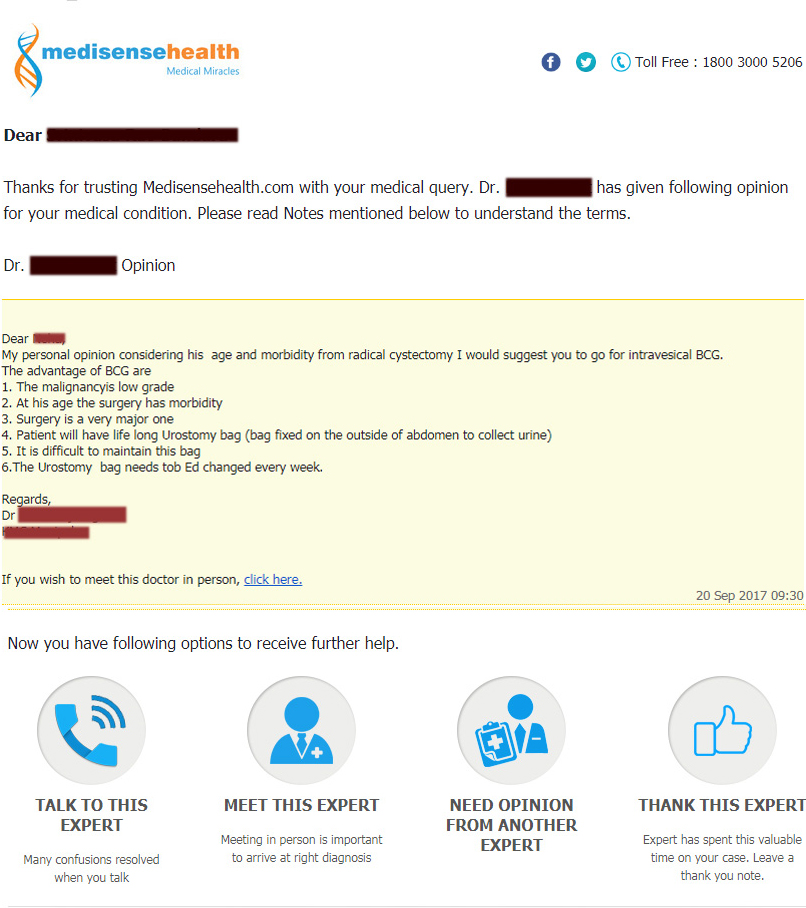 medisensehealth
Medical Miracles
Toll Free : 1800 3000 5206
Dear
Thanks for trusting Medisensehealth.com with your medical query. Dr. has given following opinion
for your medical condition. Please read Notes mentioned below to understand the terms.
Dr. Opinion
Dear
My personal opinion considering his age and morbidity from radical cystectomy I would suggest you to go for intravesical BCG.
The advantage of BCG are
1. The malignancyis low grade
2. At his age the surgery has morbidity
3. Surgery is a very major one
4. Patient will have life long Urostomy bag (bag fixed on the outside of abdomen to collect urine)
5. It is difficult to maintain this bag
6.The Urostomy bag needs tob Ed changed every week.
Regards,
Dr
If you wish to meet this doctor in person, click here.
20 Sep 2017 09:30
Now you have following options to receive further help.
TALK TO THIS
EXPERT
Many confusions resolved
when you talk
MEET THIS EXPERT
Meeting in person is important
to arrive at right diagnosis
NEED OPINION
FROM ANOTHER
EXPERT
THANK THIS EXPERT
Expert has spent this valuable
time on your case. Leave a
thank you note.